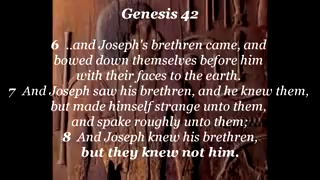 Genesis 42
6 ..and Joseph's brethren came, and
bowed down themselves before him
with their faces to the earth.
7 And Joseph saw his brethren, and he knew them,
but made himself strange unto them,
and spake roughly unto them;
8 And Joseph knew his brethren,
but they knew not him.